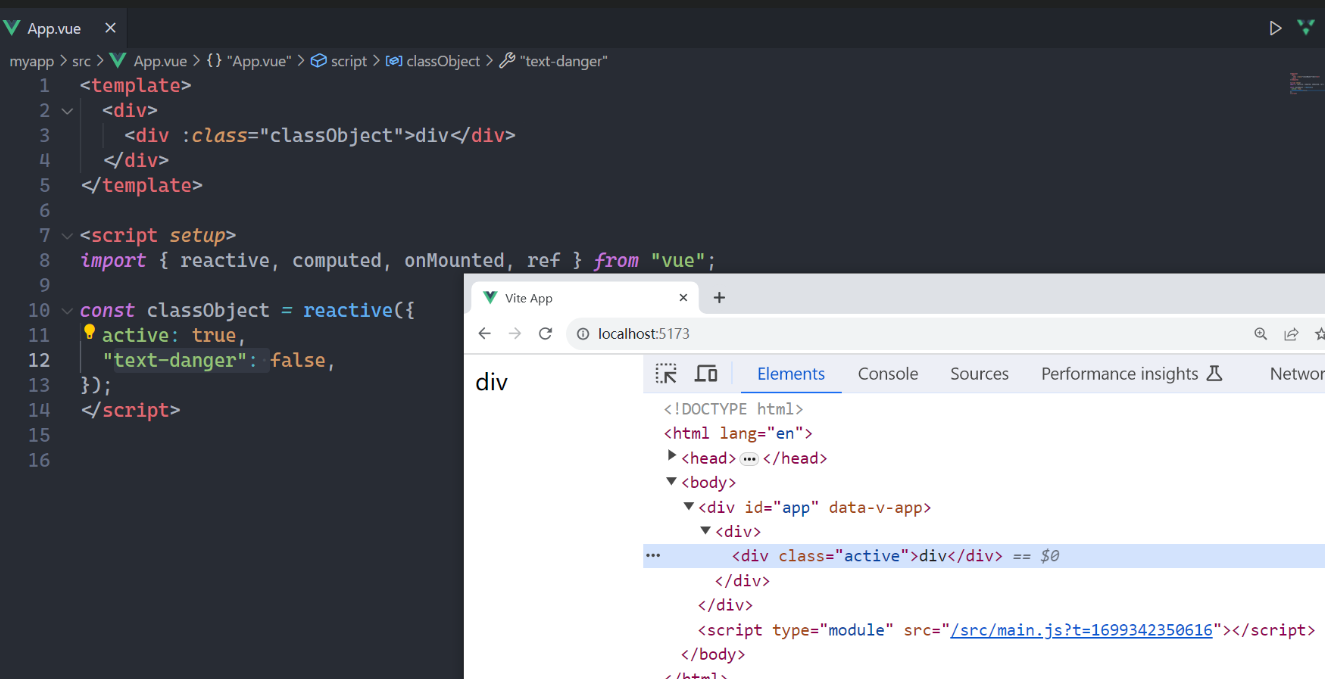 App.vue ×
myapp > src > App.vue > {} "App.vue" > script > classObject > "text-danger"
1 <template>
2 <div>
3 <div :class="classObject">div</div>
4 </div>
5 </template>
6
7 <script setup>
8 import { reactive, computed, onMounted, ref } from "vue";
9
10 const classObject = reactive({
11 active: true,
12 "text-danger": false,
13 });
14 </script>
15
16
Vite App × +
localhost:5173
div
Elements Console Sources Performance insights Networ
<!DOCTYPE html>
<html lang="en">
<head> ••• </head>
<body>
<div id="app" data-v-app>
<div>
••• <div class="active">div</div> == $0
</div>
</div>
<script type="module" src="/src/main.js?t=1699342350616"></script>
</body>
</html>